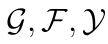 𝒢, ℱ, 𝒴